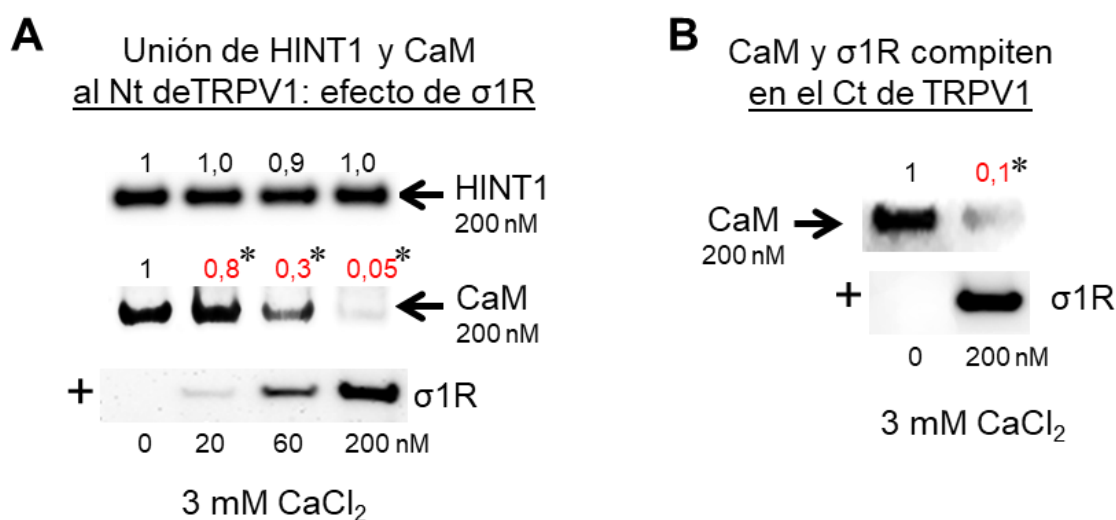 A
Unión de HINT1 y CaM
al Nt deTRPV1: efecto de σ1R
1 1,0 0,9 1,0
HINT1
200 nM
1 0,8* 0,3* 0,05*
CaM
200 nM
+ σ1R
0 20 60 200 nM
3 mM CaCl₂
B
CaM y σ1R compiten
en el Ct de TRPV1
1 0,1*
CaM
200 nM
+ σ1R
0 200 nM
3 mM CaCl₂